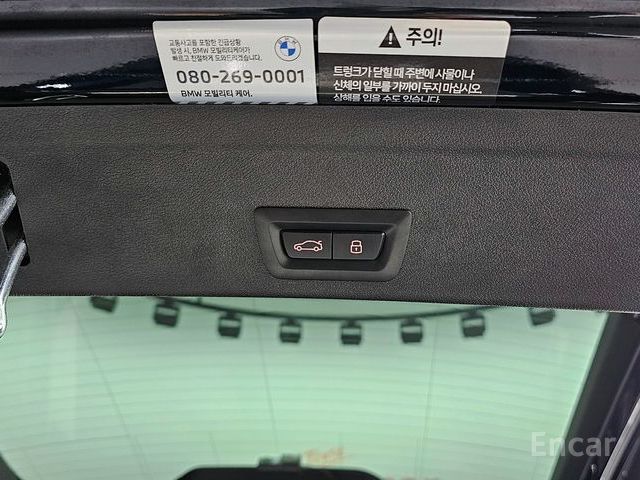 교통사고를 포함한 긴급상황
발생 시, BMW 모빌리티케어가
빠르고 친절하게 도와드리겠습니다.
080-269-0001
BMW 모빌리티 케어.
주의!
트렁크가 닫힐 때 주변에 사물이나
신체의 일부를 가까이 두지 마십시오.
상해를 입을 수도 있습니다.
Encar